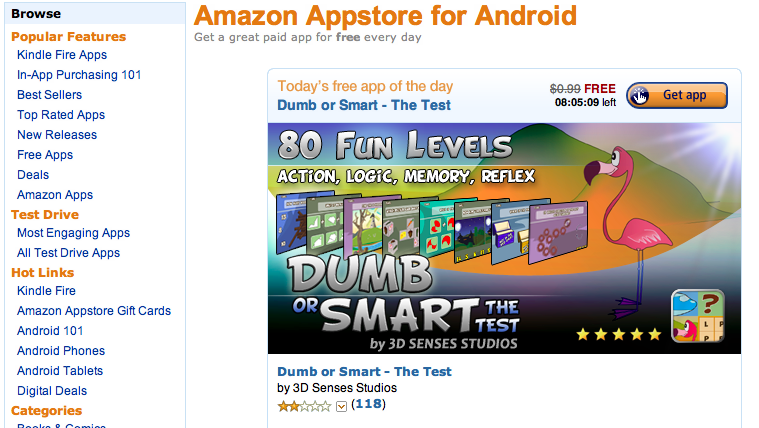 Browse
Popular Features
Kindle Fire Apps
In-App Purchasing 101
Best Sellers
Top Rated Apps
New Releases
Free Apps
Deals
Amazon Apps
Test Drive
Most Engaging Apps
All Test Drive Apps
Hot Links
Kindle Fire
Amazon Appstore Gift Cards
Android 101
Android Phones
Android Tablets
Digital Deals
Categories
Books & Comics
Amazon Appstore for Android
Get a great paid app for free every day
Today's free app of the day
Dumb or Smart - The Test
$0.99 FREE
08:05:09 left
Get app
80 FUN LEVELS
ACTION, LOGIC, MEMORY, REFLEX
DUMB
OR SMART THE TEST
by 3D SENSES STUDIOS
?
L P
P
Dumb or Smart - The Test
by 3D Senses Studios
(118)